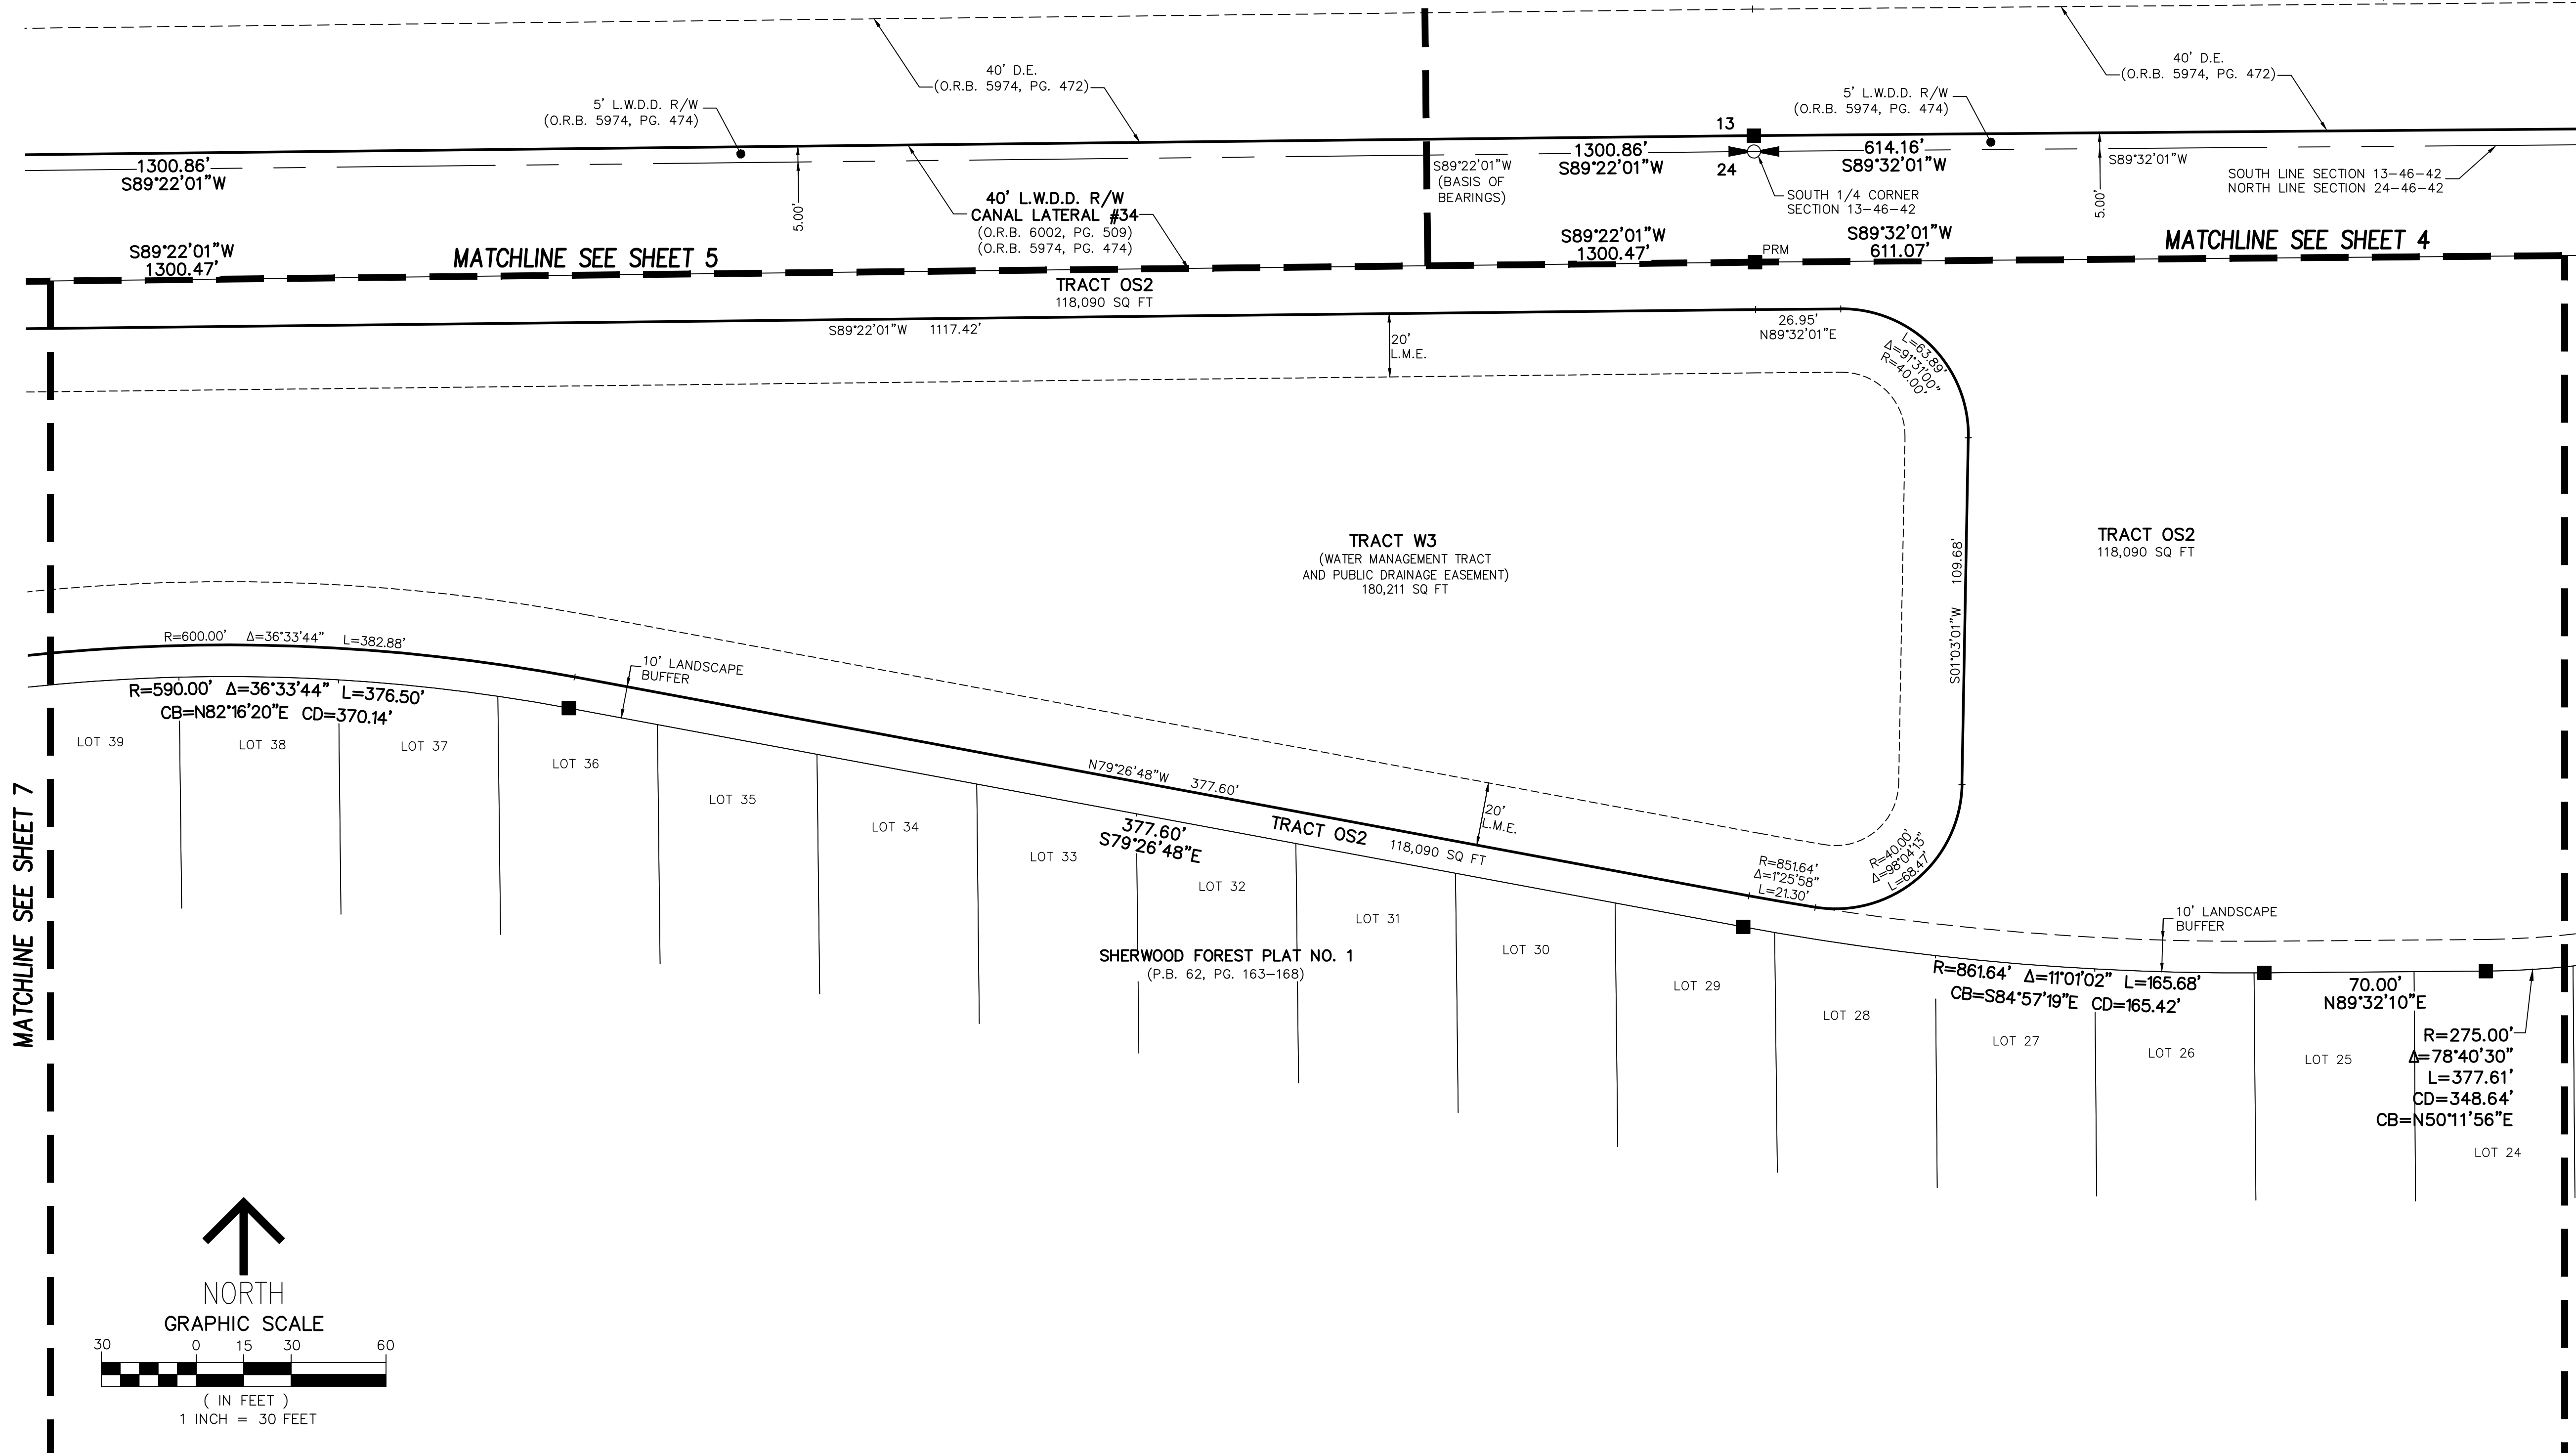 40' D.E.
(O.R.B. 5974, PG. 472)
40' D.E.
(O.R.B. 5974, PG. 472)
5' L.W.D.D. R/W
(O.R.B. 5974, PG. 474)
5' L.W.D.D. R/W
(O.R.B. 5974, PG. 474)
13
24
1300.86'
S89°22'01"W
5.00'
40' L.W.D.D. R/W
CANAL LATERAL #34
(O.R.B. 6002, PG. 509)
(O.R.B. 5974, PG. 474)
S89°22'01"W
(BASIS OF
BEARINGS)
1300.86'
S89°22'01"W
614.16'
S89°32'01"W
SOUTH 1/4 CORNER
SECTION 13-46-42
S89°32'01"W
5.00'
SOUTH LINE SECTION 13-46-42
NORTH LINE SECTION 24-46-42
S89°22'01"W
1300.47'
MATCHLINE SEE SHEET 5
S89°22'01"W
1300.47'
PRM
S89°32'01"W
611.07'
MATCHLINE SEE SHEET 4
TRACT OS2
118,090 SQ FT
S89°22'01"W 1117.42'
20'
L.M.E.
26.95'
N89°32'01"E
L=63.89'
Δ=91°31'00"
R=40.00'
TRACT W3
(WATER MANAGEMENT TRACT
AND PUBLIC DRAINAGE EASEMENT)
180,211 SQ FT
S01°03'01"W 109.68'
TRACT OS2
118,090 SQ FT
R=600.00' Δ=36°33'44" L=382.88'
10' LANDSCAPE
BUFFER
R=590.00' Δ=36°33'44" L=376.50'
CB=N82°16'20"E CD=370.14'
LOT 39
LOT 38
LOT 37
LOT 36
LOT 35
LOT 34
LOT 33
LOT 32
LOT 31
LOT 30
LOT 29
LOT 28
LOT 27
LOT 26
LOT 25
LOT 24
N79°26'48"W 377.60'
377.60'
S79°26'48"E
TRACT OS2 118,090 SQ FT
20'
L.M.E.
R=851.64'
Δ=1°25'58"
L=21.30'
R=40.00'
Δ=98°04'13"
L=68.47'
10' LANDSCAPE
BUFFER
SHERWOOD FOREST PLAT NO. 1
(P.B. 62, PG. 163-168)
R=861.64' Δ=11°01'02" L=165.68'
CB=S84°57'19"E CD=165.42'
70.00'
N89°32'10"E
R=275.00'
Δ=78°40'30"
L=377.61'
CD=348.64'
CB=N50°11'56"E
MATCHLINE SEE SHEET 7
NORTH
GRAPHIC SCALE
30 0 15 30 60
( IN FEET )
1 INCH = 30 FEET